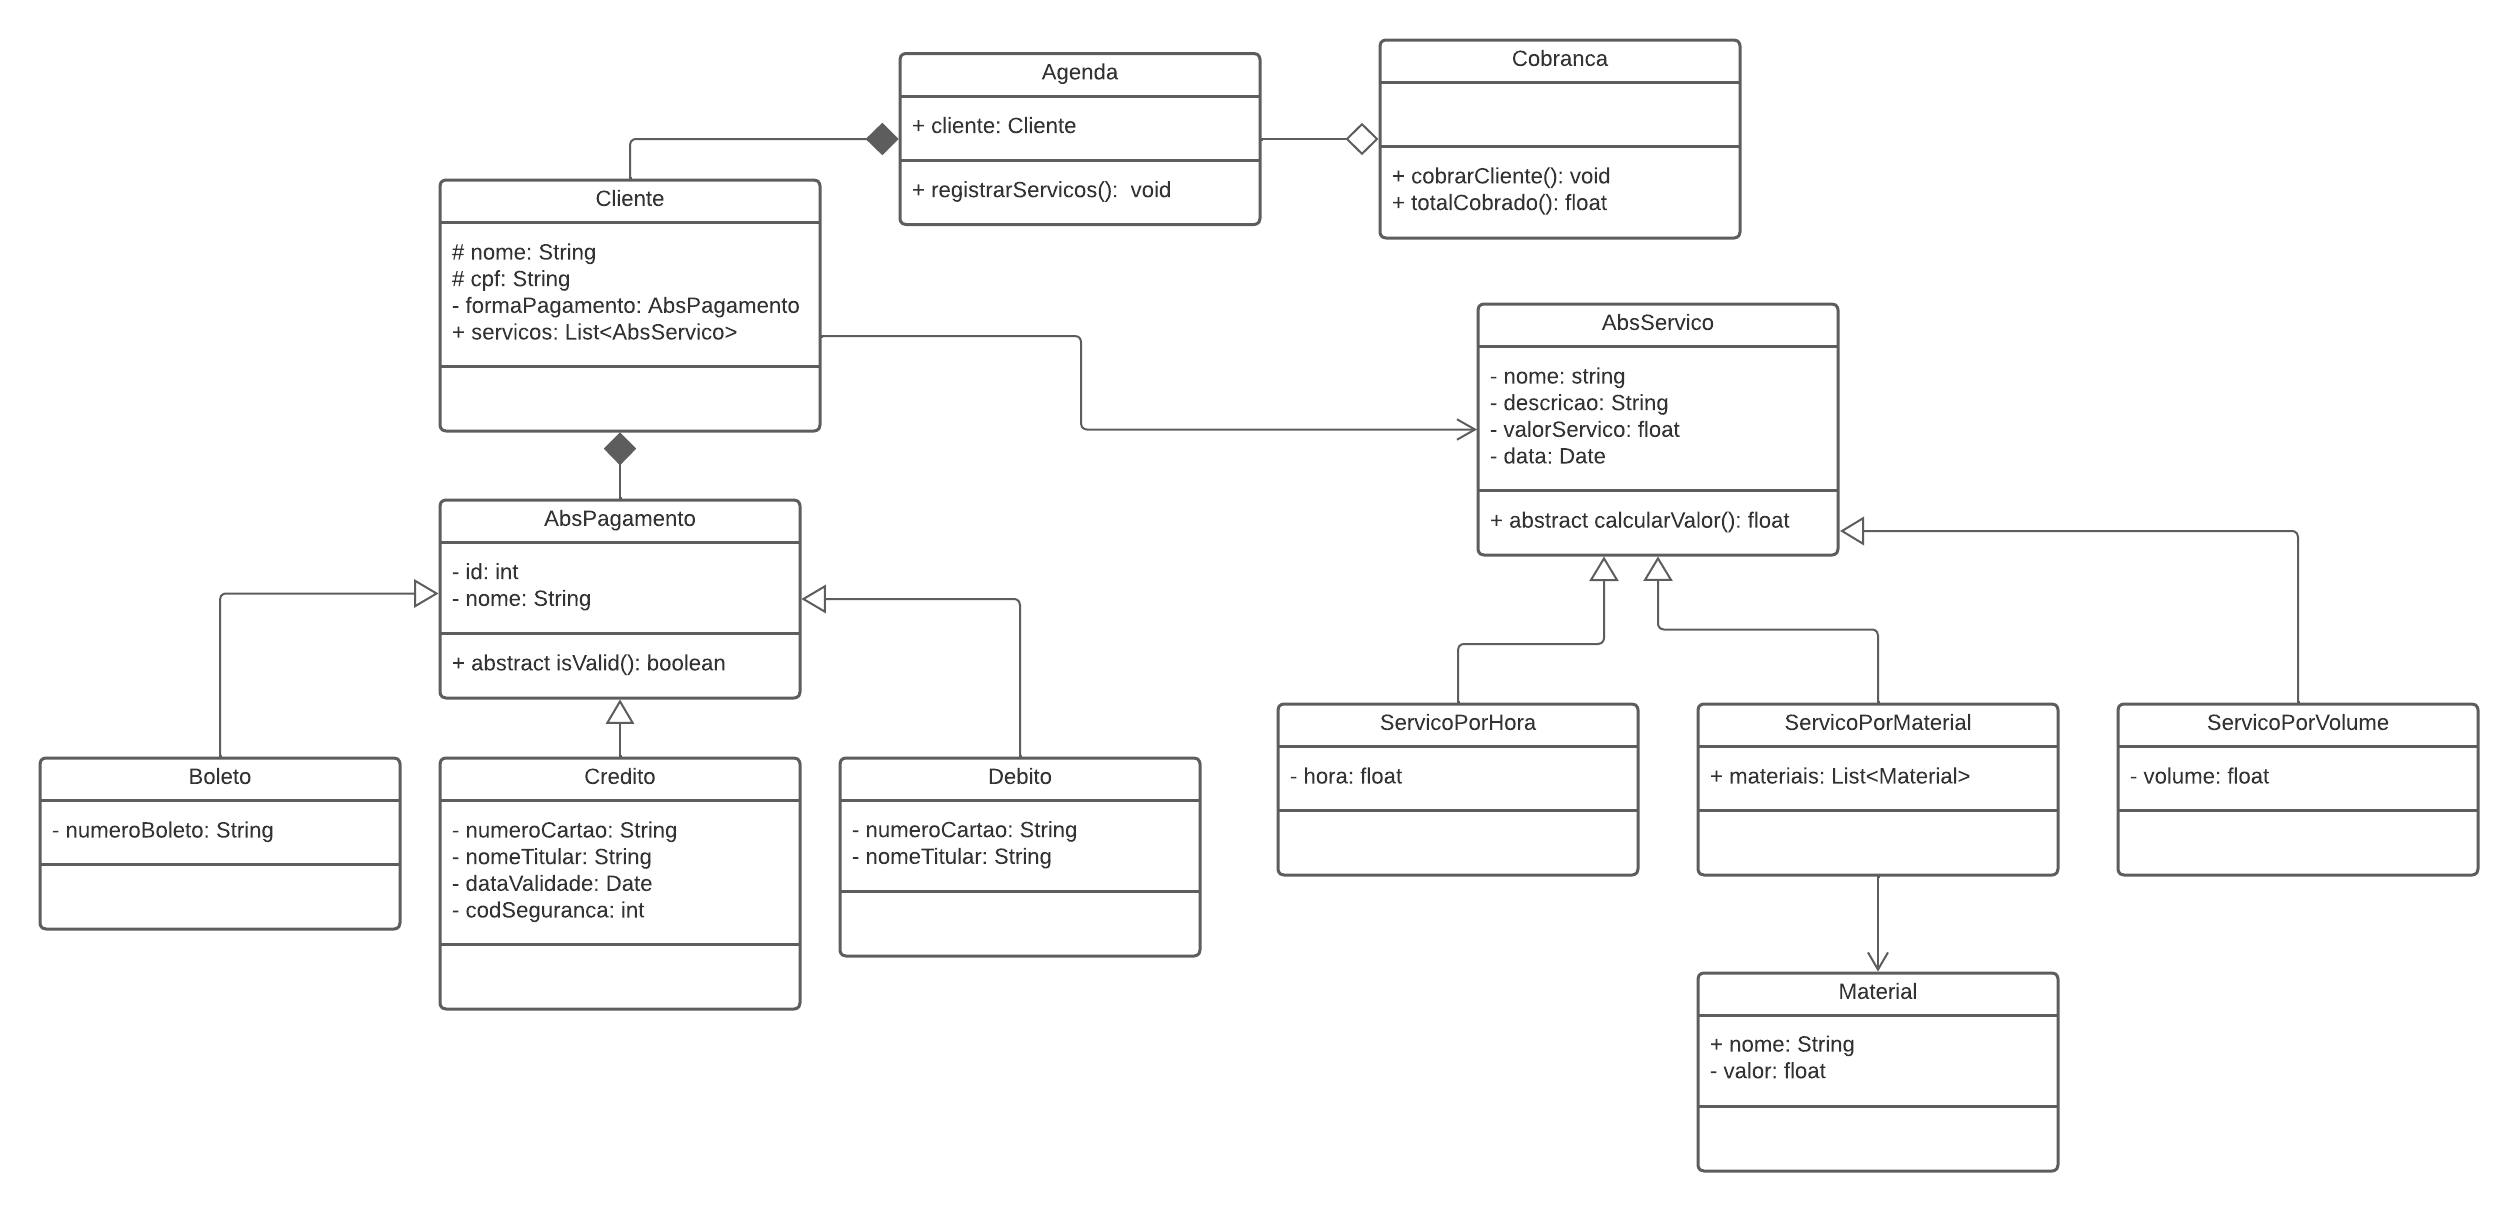 Agenda
+ cliente: Cliente
+ registrarServicos():  void
Cobranca
+ cobrarCliente(): void
+ totalCobrado(): float
Cliente
# nome: String
# cpf: String
- formaPagamento: AbsPagamento
+ servicos: List<AbsServico>
AbsServico
- nome: string
- descricao: String
- valorServico: float
- data: Date
+ abstract calcularValor(): float
AbsPagamento
- id: int
- nome: String
+ abstract isValid(): boolean
Boleto
- numeroBoleto: String
Credito
- numeroCartao: String
- nomeTitular: String
- dataValidade: Date
- codSeguranca: int
Debito
- numeroCartao: String
- nomeTitular: String
ServicoPorHora
- hora: float
ServicoPorMaterial
+ materiais: List<Material>
ServicoPorVolume
- volume: float
Material
+ nome: String
- valor: float